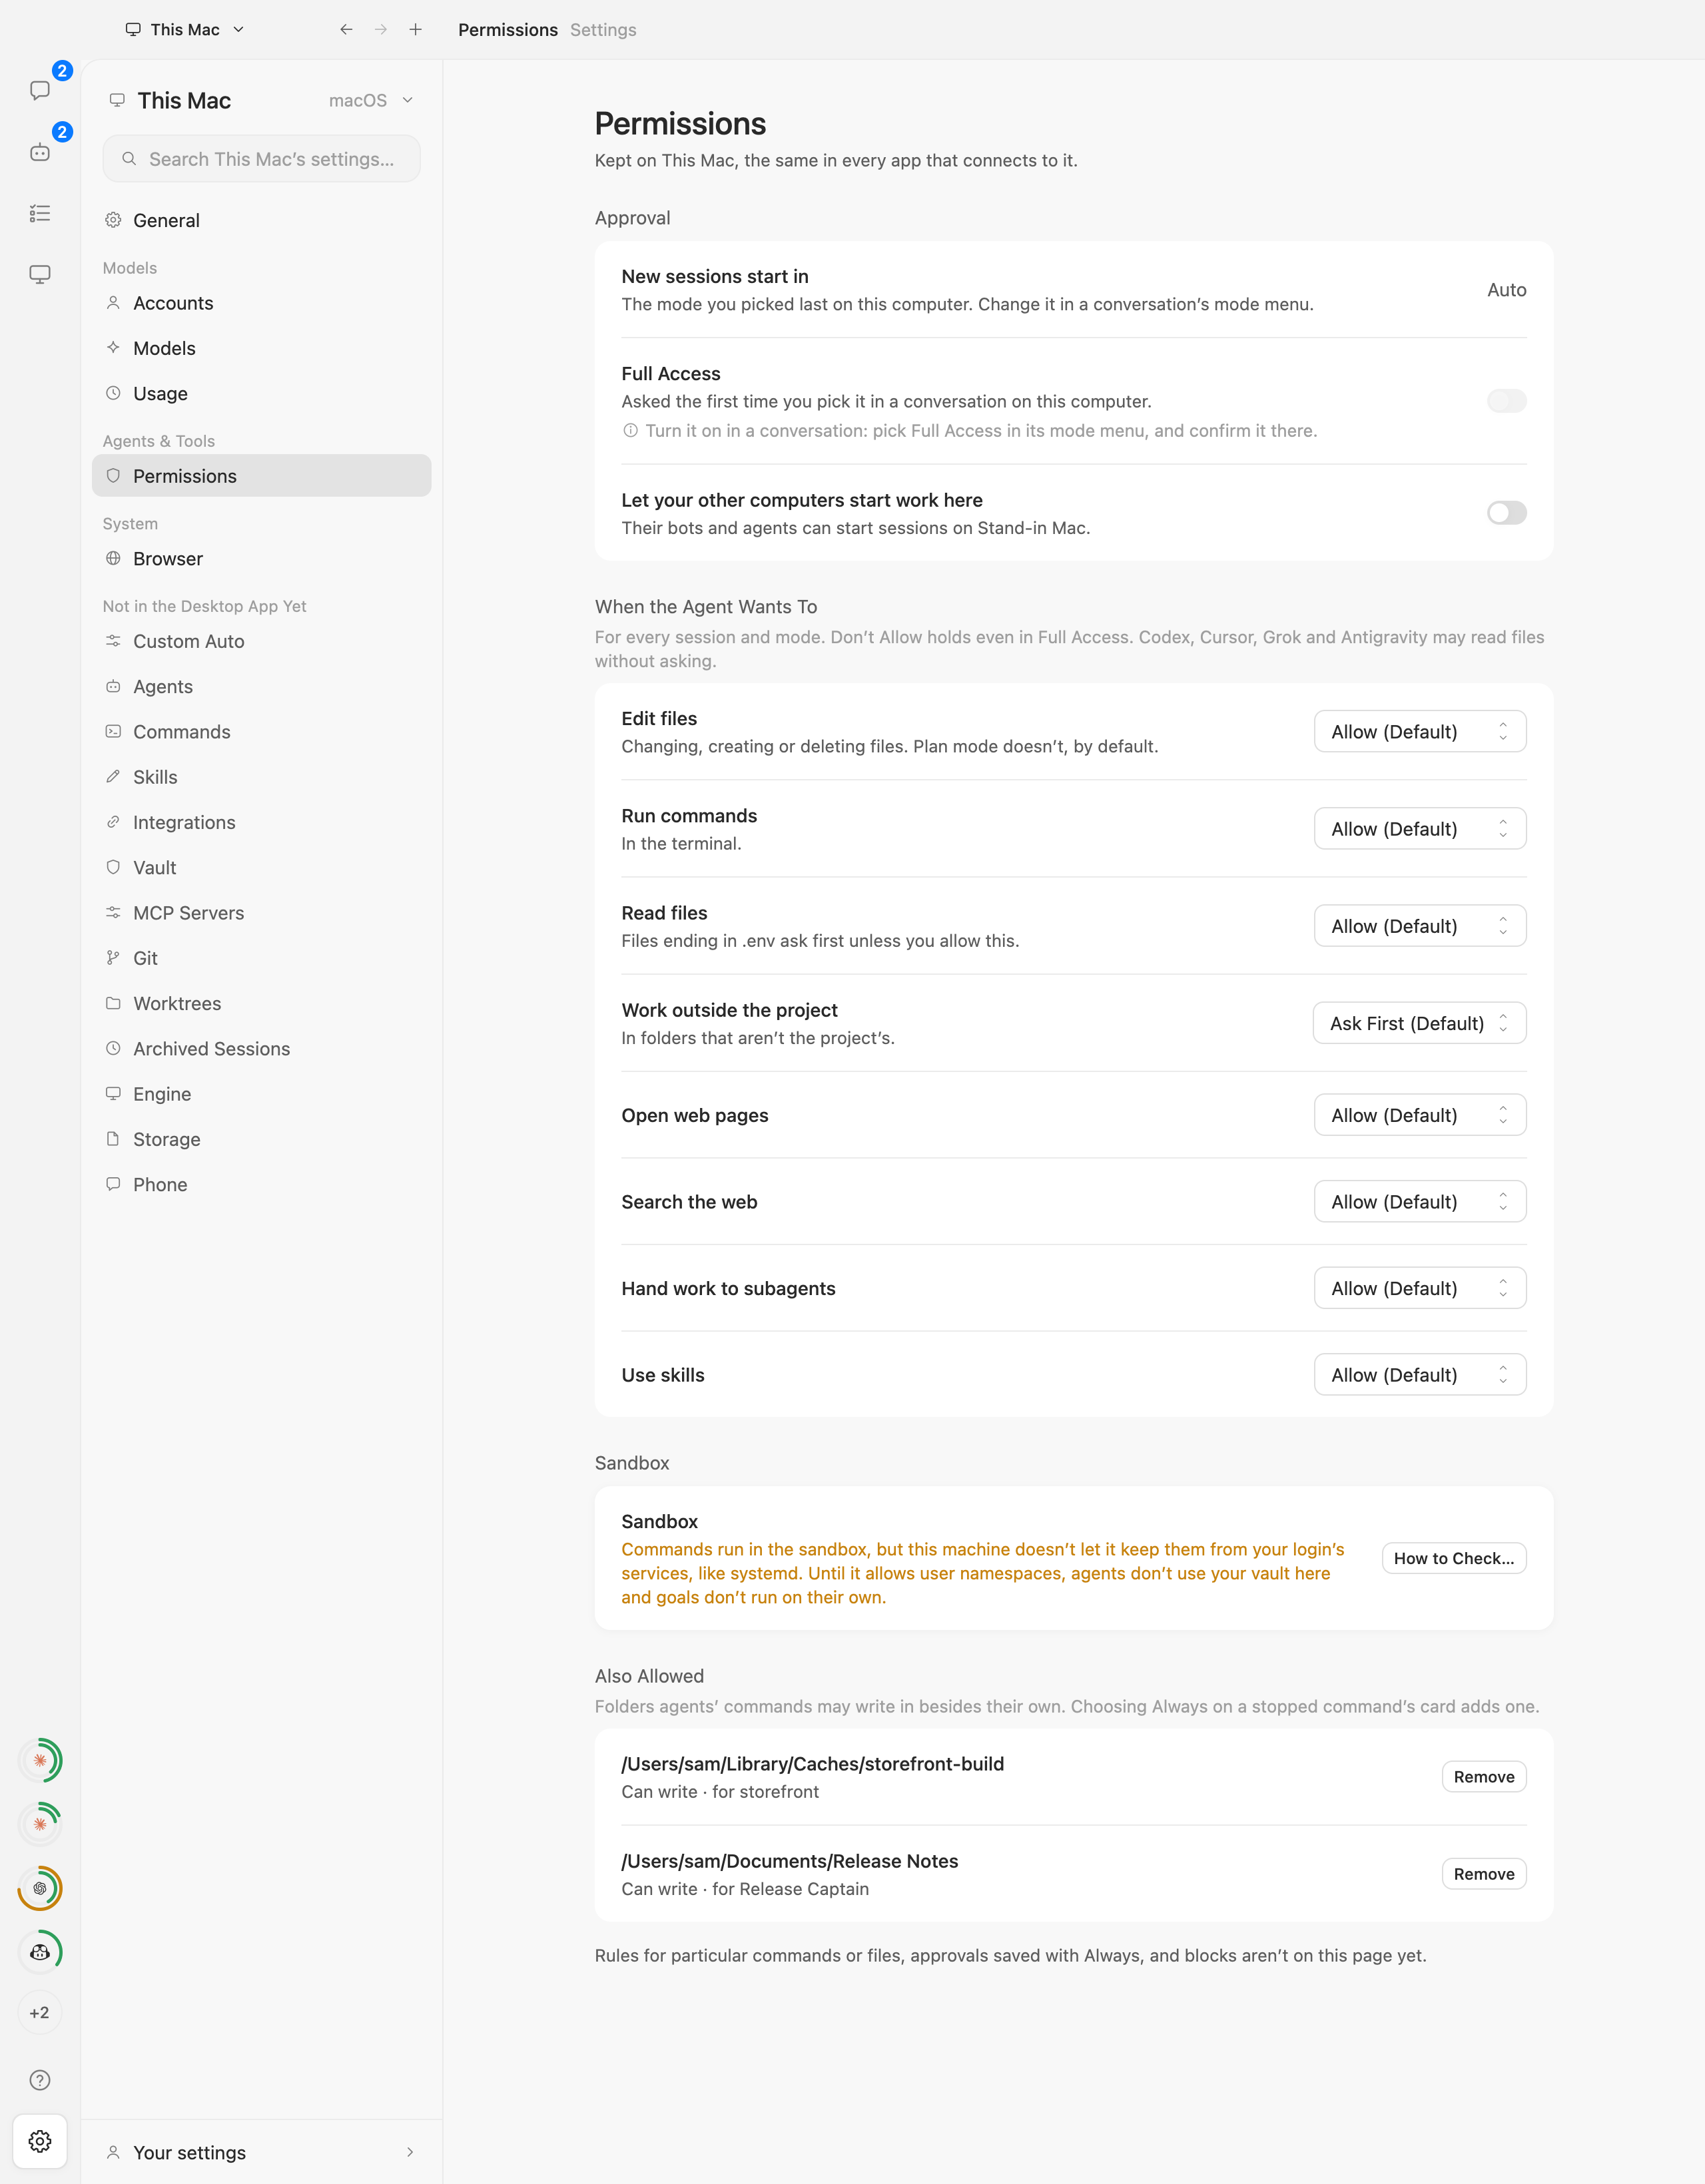 This Mac
Permissions Settings
2
2
This Mac
macOS
Search This Mac’s settings...
General
Models
Accounts
Models
Usage
Agents & Tools
Permissions
System
Browser
Not in the Desktop App Yet
Custom Auto
Agents
Commands
Skills
Integrations
Vault
MCP Servers
Git
Worktrees
Archived Sessions
Engine
Storage
Phone
+2
Your settings
Permissions
Kept on This Mac, the same in every app that connects to it.
Approval
New sessions start in
The mode you picked last on this computer. Change it in a conversation’s mode menu.
Auto
Full Access
Asked the first time you pick it in a conversation on this computer.
Turn it on in a conversation: pick Full Access in its mode menu, and confirm it there.
Let your other computers start work here
Their bots and agents can start sessions on Stand-in Mac.
When the Agent Wants To
For every session and mode. Don’t Allow holds even in Full Access. Codex, Cursor, Grok and Antigravity may read files
without asking.
Edit files
Changing, creating or deleting files. Plan mode doesn’t, by default.
Allow (Default)
Run commands
In the terminal.
Allow (Default)
Read files
Files ending in .env ask first unless you allow this.
Allow (Default)
Work outside the project
In folders that aren’t the project’s.
Ask First (Default)
Open web pages
Allow (Default)
Search the web
Allow (Default)
Hand work to subagents
Allow (Default)
Use skills
Allow (Default)
Sandbox
Sandbox
Commands run in the sandbox, but this machine doesn’t let it keep them from your login’s
services, like systemd. Until it allows user namespaces, agents don’t use your vault here
and goals don’t run on their own.
How to Check...
Also Allowed
Folders agents’ commands may write in besides their own. Choosing Always on a stopped command’s card adds one.
/Users/sam/Library/Caches/storefront-build
Can write · for storefront
Remove
/Users/sam/Documents/Release Notes
Can write · for Release Captain
Remove
Rules for particular commands or files, approvals saved with Always, and blocks aren’t on this page yet.